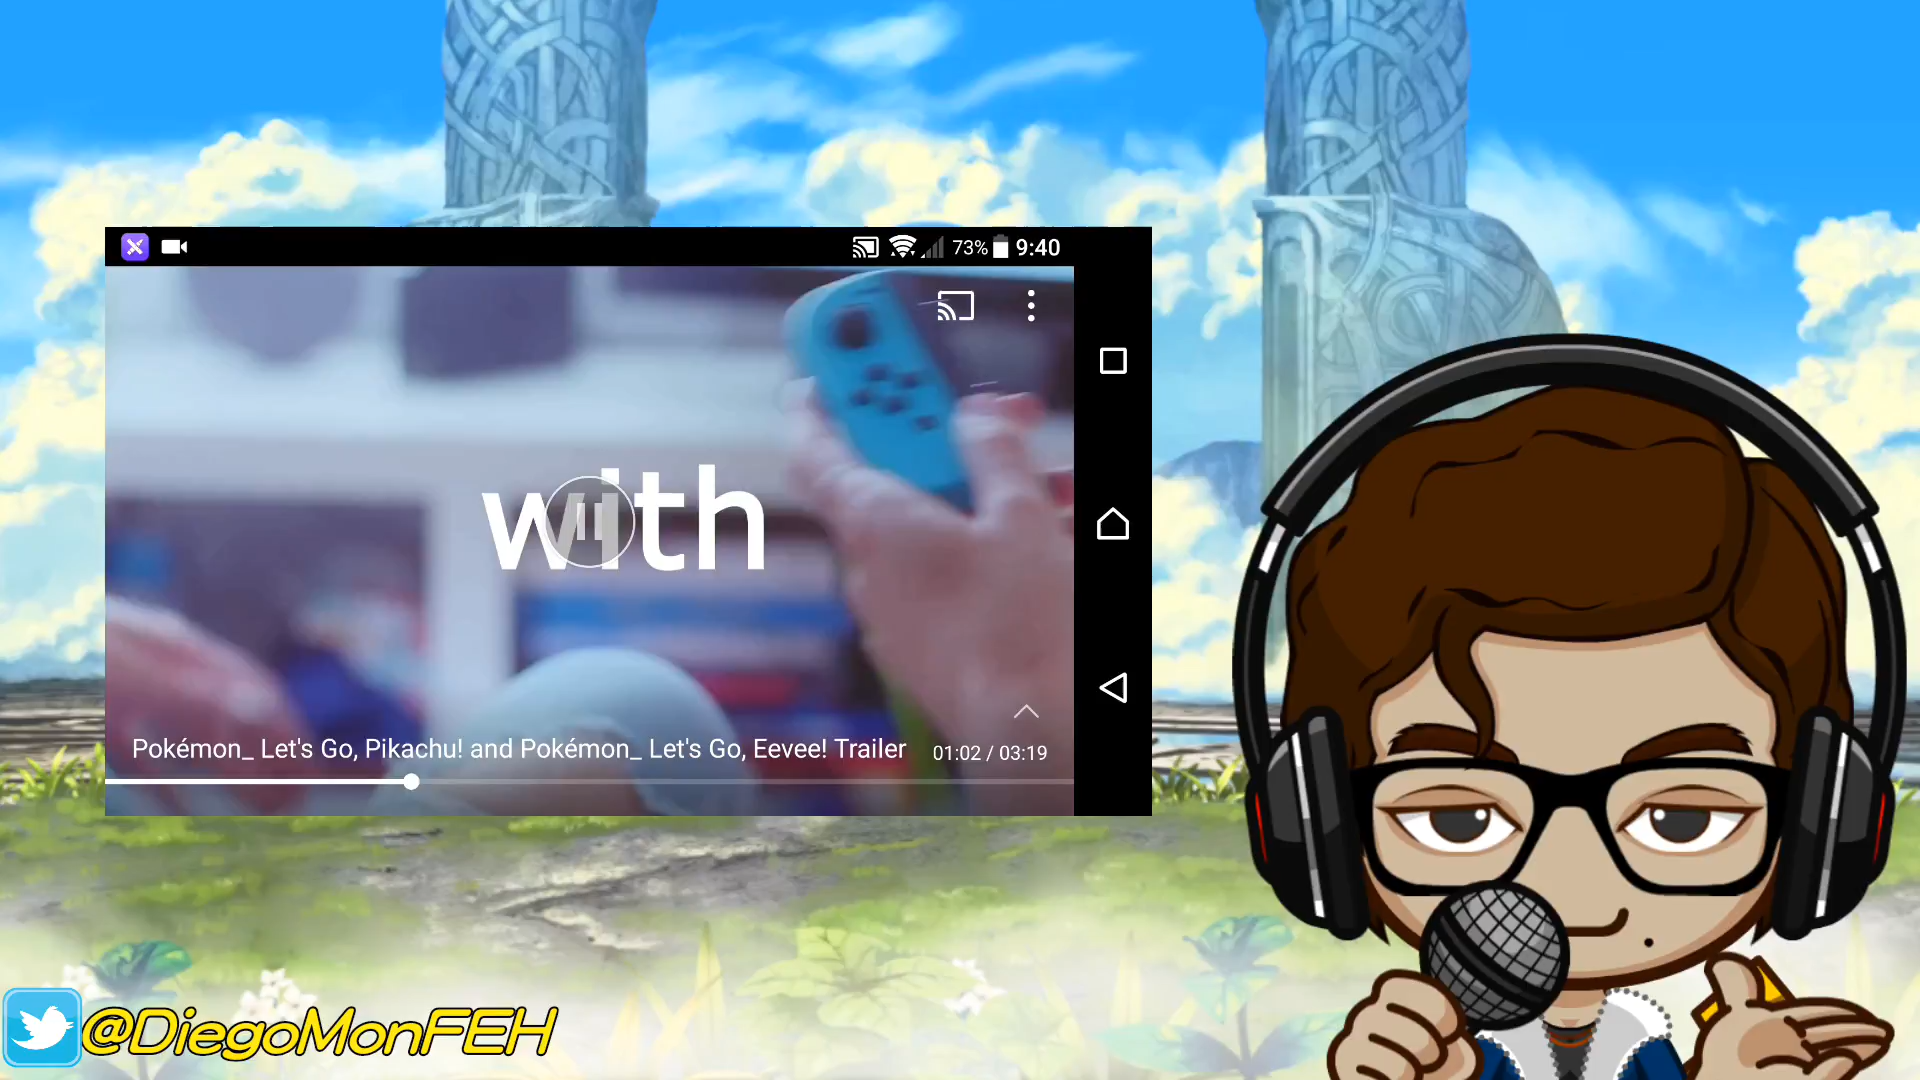 73% 9:40
with
Pokémon_ Let's Go, Pikachu! and Pokémon_ Let's Go, Eevee! Trailer 01:02 / 03:19
@DiegoMonFEH